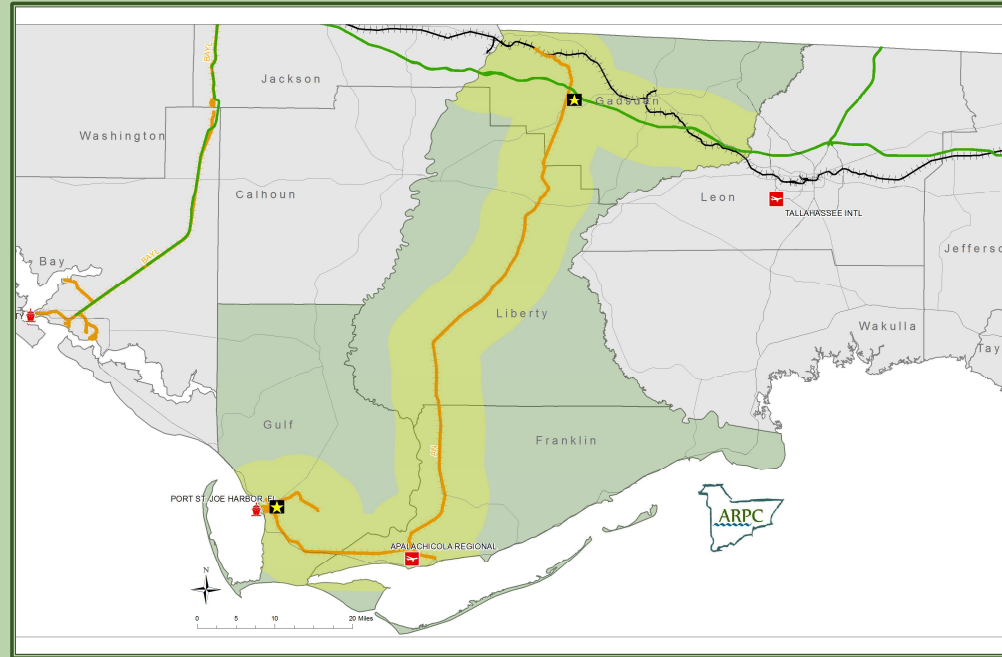 BAYL
Jackson
Gadsden
Washington
Calhoun
Leon
TALLAHASSEE INTL
BAYL
Bay
Jefferso
Liberty
Wakulla
Tay
Gulf
Franklin
AN
PORT ST JOE HARBOR, FL
ARPC
APALACHICOLA REGIONAL
N
0 5 10 20 Miles